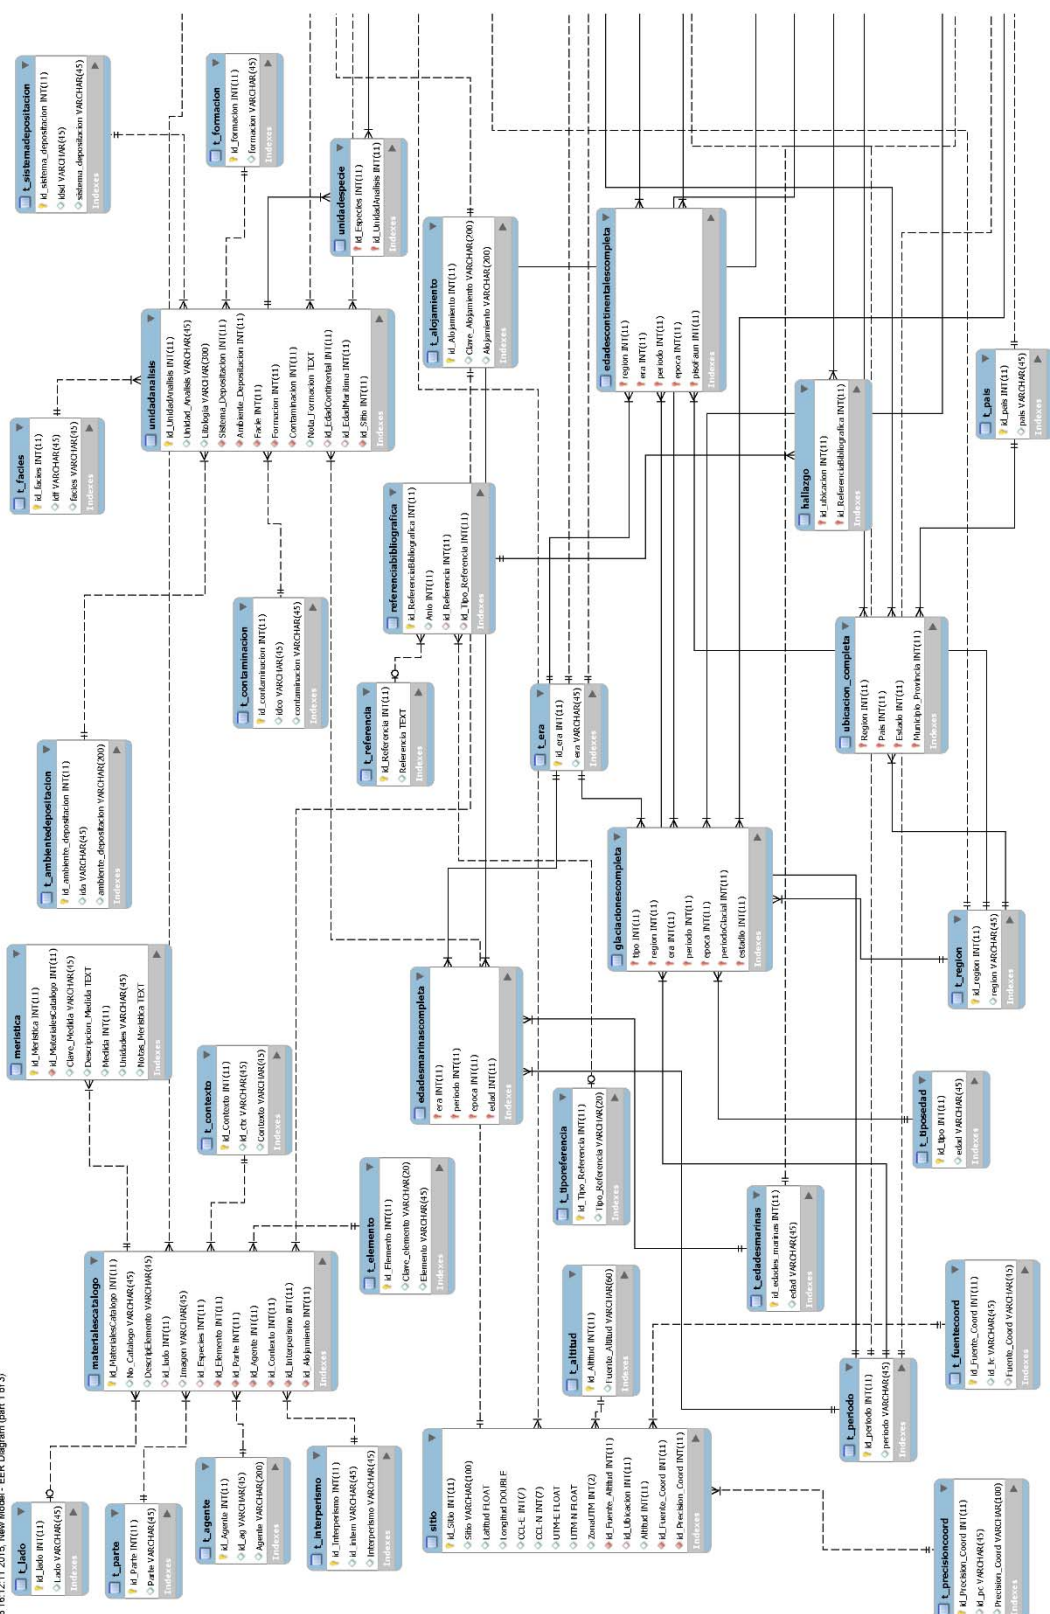 16:12:11 2015, New Model - EER Diagram (part 1 of 3)
t_lado
id_lado INT(11)
Lado VARCHAR(45)
Indexes
t_parte
id_Parte INT(11)
Parte VARCHAR(45)
Indexes
t_agente
id_Agente INT(11)
id_ag VARCHAR(45)
Agente VARCHAR(200)
Indexes
t_interperismo
id_Interperismo INT(11)
id_intem VARCHAR(45)
Interperismo VARCHAR(45)
Indexes
materialescatalogo
id_MaterialesCatalogo INT(11)
No_Catalogo VARCHAR(45)
DescripElemento VARCHAR(45)
id_lado INT(11)
Imagen VARCHAR(45)
id_Especies INT(11)
id_Elemento INT(11)
id_Parte INT(11)
id_Agente INT(11)
id_Contexto INT(11)
id_Interperismo INT(11)
id_Alojamiento INT(11)
Indexes
meristica
id_Meristica INT(11)
id_MaterialesCatalogo INT(11)
Clave_Medida VARCHAR(45)
Descripcion_Medida TEXT
Medida INT(11)
Unidades VARCHAR(45)
Notas_Meristica TEXT
Indexes
t_contexto
id_Contexto INT(11)
id_ctx VARCHAR(45)
Contexto VARCHAR(45)
Indexes
t_elemento
id_Elemento INT(11)
Clave_elemento VARCHAR(20)
Elemento VARCHAR(45)
Indexes
t_ambientedepositacion
id_ambiente_depositacion INT(11)
ida VARCHAR(45)
ambiente_depositacion VARCHAR(200)
Indexes
t_facies
id_facies INT(11)
idf VARCHAR(45)
facies VARCHAR(45)
Indexes
t_sistemadepositacion
id_sistema_depositacion INT(11)
idsd VARCHAR(45)
sistema_depositacion VARCHAR(45)
Indexes
t_formacion
id_formacion INT(11)
formacion VARCHAR(45)
Indexes
unidadanalisis
id_UnidadAnalisis INT(11)
Unidad_Analisis VARCHAR(45)
Litologia VARCHAR(200)
Sistema_Depositacion INT(11)
Ambiente_Depositacion INT(11)
Facie INT(11)
Formacion INT(11)
Contaminacion INT(11)
Nota_Formacion TEXT
id_EdadContinental INT(11)
id_EdadMaritima INT(11)
id_Sitio INT(11)
Indexes
unidadespecie
id_Especies INT(11)
id_UnidadAnalisis INT(11)
Indexes
t_contaminacion
id_contaminacion INT(11)
idco VARCHAR(45)
contaminacion VARCHAR(45)
Indexes
t_referencia
id_Referencia INT(11)
Referencia TEXT
Indexes
referenciabibliografica
id_ReferenciaBibliografica INT(11)
Anio INT(11)
id_Referencia INT(11)
id_Tipo_Referencia INT(11)
Indexes
t_alojamiento
id_Alojamiento INT(11)
Clave_Alojamiento VARCHAR(200)
Alojamiento VARCHAR(200)
Indexes
sitio
id_Sitio INT(11)
Sitio VARCHAR(100)
Latitud FLOAT
Longitud DOUBLE
CCL-E INT(7)
CCL-N INT(7)
UTM-E FLOAT
UTM-N FLOAT
ZonaUTM INT(2)
id_Fuente_Altitud INT(11)
id_Ubicacion INT(11)
Altitud INT(11)
id_Fuente_Coord INT(11)
id_Precision_Coord INT(11)
Indexes
t_altitud
id_Altitud INT(11)
Fuente_Altitud VARCHAR(60)
Indexes
t_tiporeferencia
id_Tipo_Referencia INT(11)
Tipo_Referencia VARCHAR(20)
Indexes
edadesmarinascompleta
era INT(11)
periodo INT(11)
epoca INT(11)
edad INT(11)
Indexes
t_era
id_era INT(11)
era VARCHAR(45)
Indexes
edadescontinentalescompleta
region INT(11)
era INT(11)
periodo INT(11)
epoca INT(11)
pisoFaun INT(11)
Indexes
glaciacionescompleta
tipo INT(11)
region INT(11)
era INT(11)
periodo INT(11)
epoca INT(11)
periodoGlacial INT(11)
estadio INT(11)
Indexes
t_edadesmarinas
id_edades_marinas INT(11)
edad VARCHAR(45)
Indexes
hallazgo
id_ubicacion INT(11)
id_ReferenciaBibliografica INT(11)
Indexes
ubicacion_completa
Region INT(11)
Pais INT(11)
Estado INT(11)
Municipio_Provincia INT(11)
Indexes
t_periodo
id_periodo INT(11)
periodo VARCHAR(45)
Indexes
t_tiposedad
id_tipo INT(11)
edad VARCHAR(45)
Indexes
t_region
id_region INT(11)
region VARCHAR(45)
Indexes
t_pais
id_pais INT(11)
pais VARCHAR(45)
Indexes
t_precisioncoord
id_Precision_Coord INT(11)
id_pc VARCHAR(45)
Precision_Coord VARCHAR(100)
Indexes
t_fuentecoord
id_Fuente_Coord INT(11)
id_fc VARCHAR(45)
Fuente_Coord VARCHAR(45)
Indexes